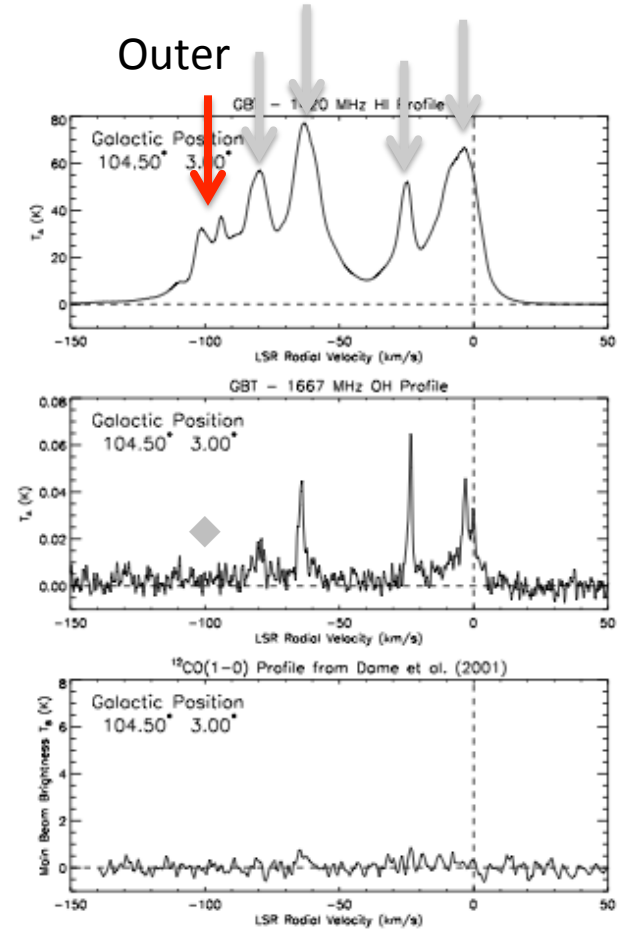 Outer
GBT - 1420 MHz HI Profile
Galactic Position
104.50° 3.00°
80
60
40
20
0
T_A (K)
-150 -100 -50 0 50
LSR Radial Velocity (km/s)
GBT - 1667 MHz OH Profile
Galactic Position
104.50° 3.00°
0.08
0.06
0.04
0.02
0.00
T_A (K)
-150 -100 -50 0 50
LSR Radial Velocity (km/s)
¹²CO(1-0) Profile from Dame et al. (2001)
Galactic Position
104.50° 3.00°
8
6
4
2
0
Main Beam Brightness T_B (K)
-150 -100 -50 0 50
LSR Radial Velocity (km/s)